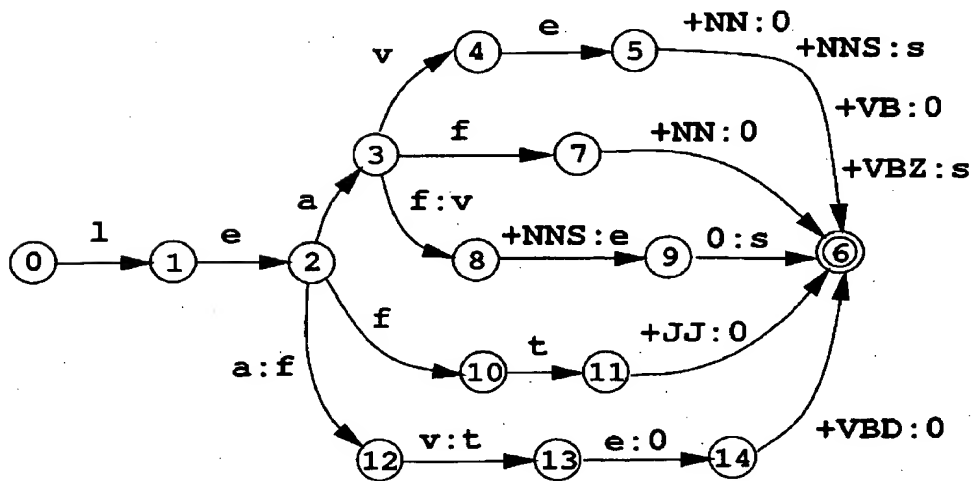 +NN:0
e
+NNS:s
v
4
5
+VB:0
f
+NN:0
3
7
+VBZ:s
a
f:v
l
e
+NNS:e
0:s
0
1
2
8
9
6
f
t
+JJ:0
10
11
a:f
v:t
e:0
+VBD:0
12
13
14